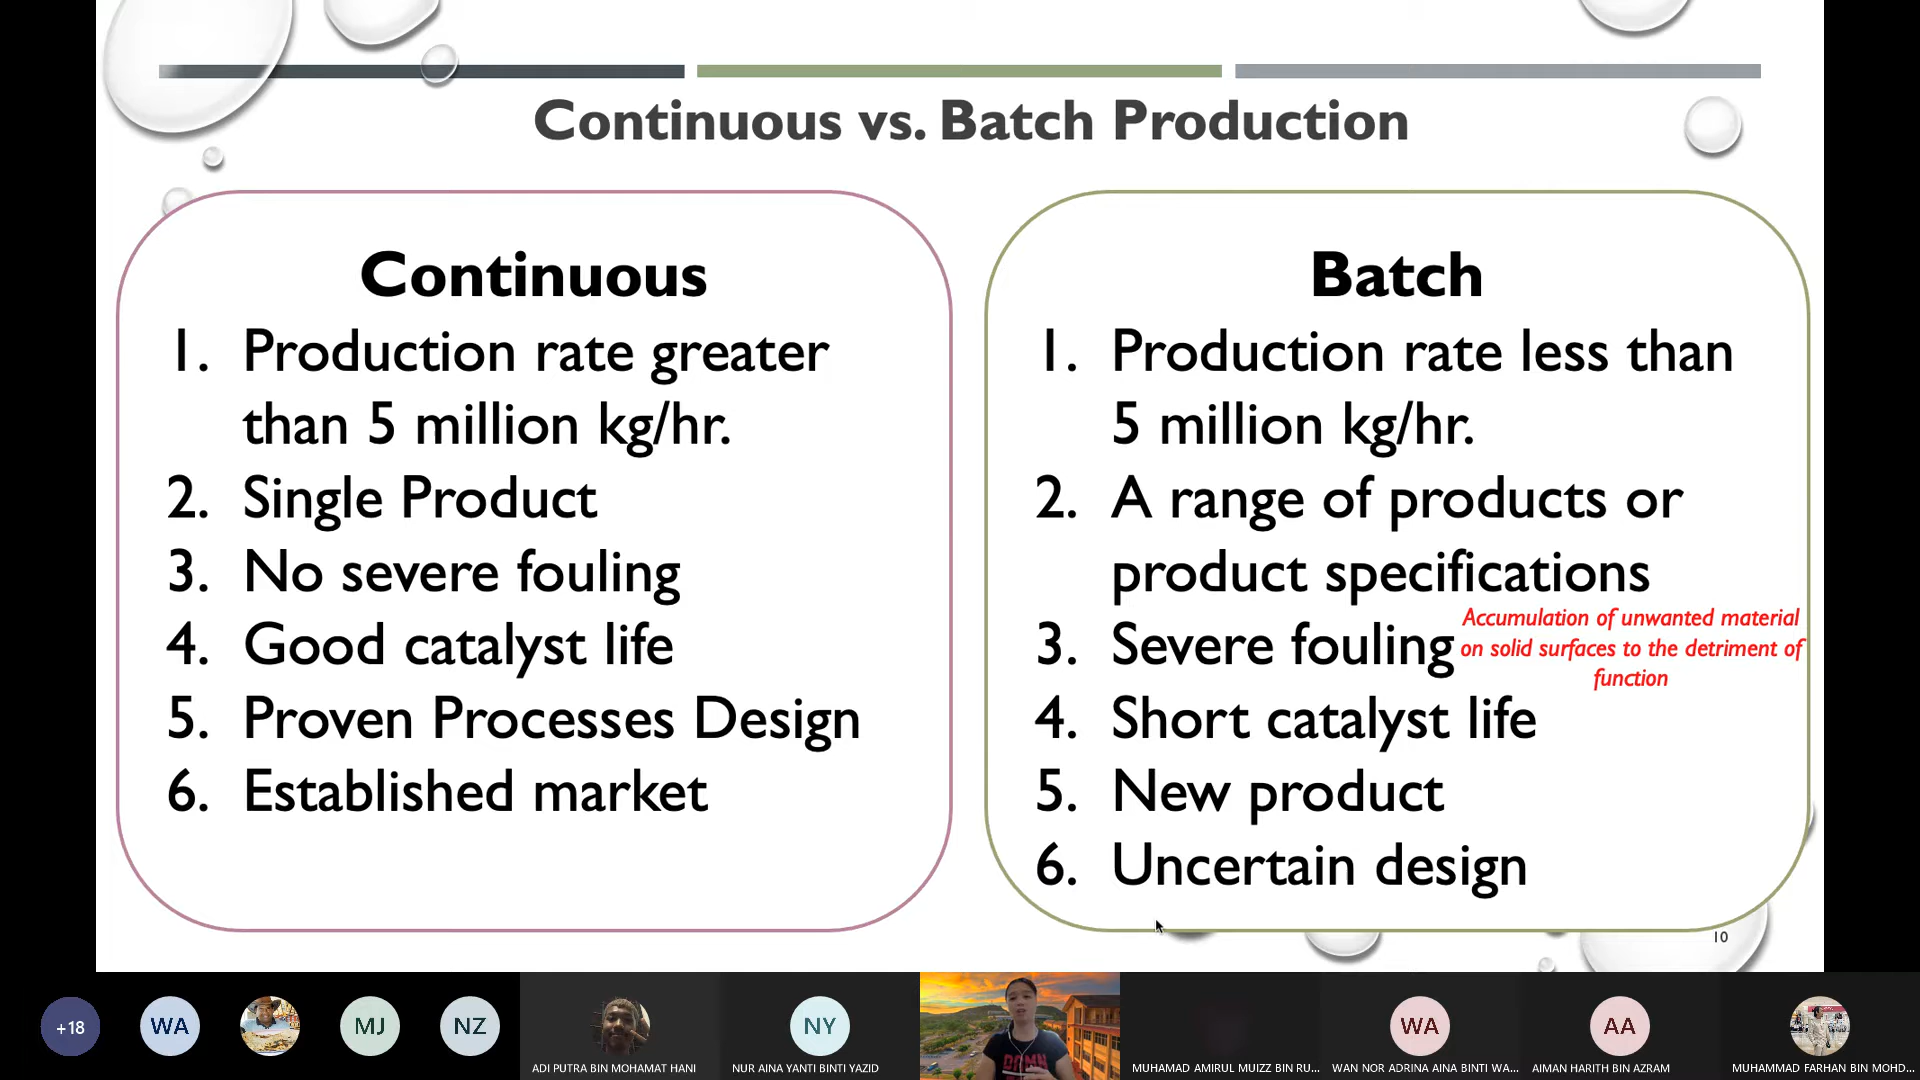 Continuous vs. Batch Production
Continuous
1. Production rate greater
than 5 million kg/hr.
2. Single Product
3. No severe fouling
4. Good catalyst life
5. Proven Processes Design
6. Established market
Batch
1. Production rate less than
5 million kg/hr.
2. A range of products or
product specifications
3. Severe fouling
Accumulation of unwanted material
on solid surfaces to the detriment of
function
4. Short catalyst life
5. New product
6. Uncertain design
10
+18
WA
MJ
NZ
ADI PUTRA BIN MOHAMAT HANI
NY
NUR AINA YANTI BINTI YAZID
MUHAMAD AMIRUL MUIZZ BIN RU...
WA
WAN NOR ADRINA AINA BINTI WA...
AA
AIMAN HARITH BIN AZRAM
MUHAMMAD FARHAN BIN MOHD...